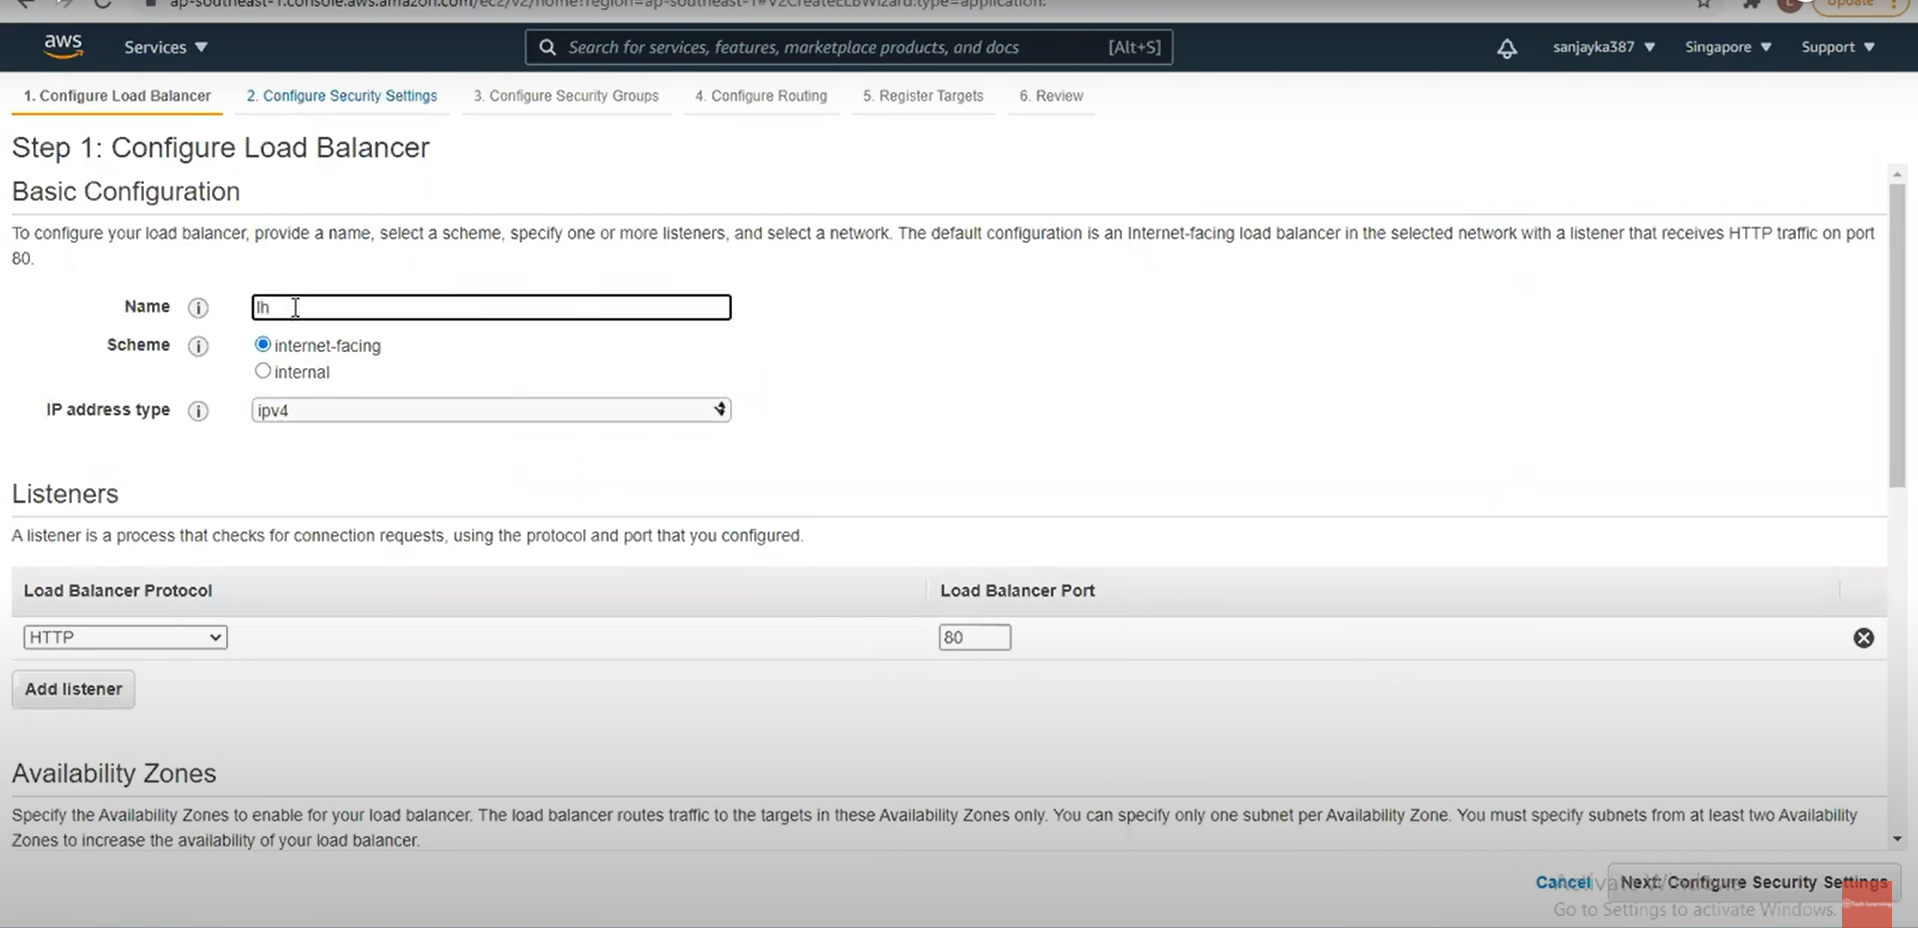 ap-southeast-1.console.aws.amazon.com/ec2/v2/home?region=ap-southeast-1#V2CreateELBWizard:type=application:
Update
aws
Services
Search for services, features, marketplace products, and docs
[Alt+S]
sanjayka387
Singapore
Support
1. Configure Load Balancer
2. Configure Security Settings
3. Configure Security Groups
4. Configure Routing
5. Register Targets
6. Review
Step 1: Configure Load Balancer
Basic Configuration
To configure your load balancer, provide a name, select a scheme, specify one or more listeners, and select a network. The default configuration is an Internet-facing load balancer in the selected network with a listener that receives HTTP traffic on port
80.
Name
lh
Scheme
internet-facing
internal
IP address type
ipv4
Listeners
A listener is a process that checks for connection requests, using the protocol and port that you configured.
Load Balancer Protocol
Load Balancer Port
HTTP
80
Add listener
Availability Zones
Specify the Availability Zones to enable for your load balancer. The load balancer routes traffic to the targets in these Availability Zones only. You can specify only one subnet per Availability Zone. You must specify subnets from at least two Availability
Zones to increase the availability of your load balancer.
Cancel
Next: Configure Security Settings
Activate Windows
Go to Settings to activate Windows.
Tech Learning